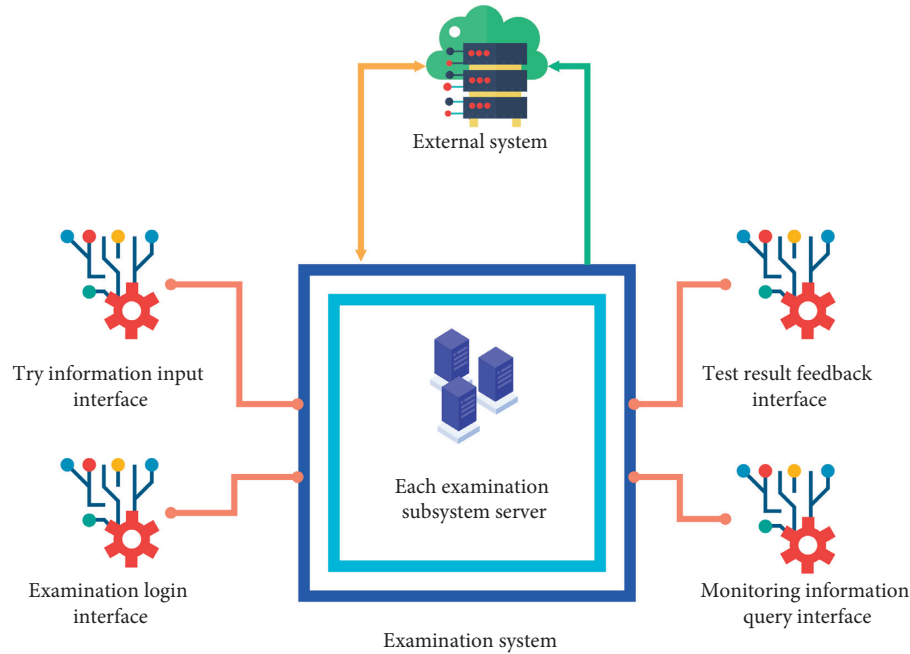 External system
Try information input
interface
Test result feedback
interface
Each examination
subsystem server
Examination login
interface
Monitoring information
query interface
Examination system